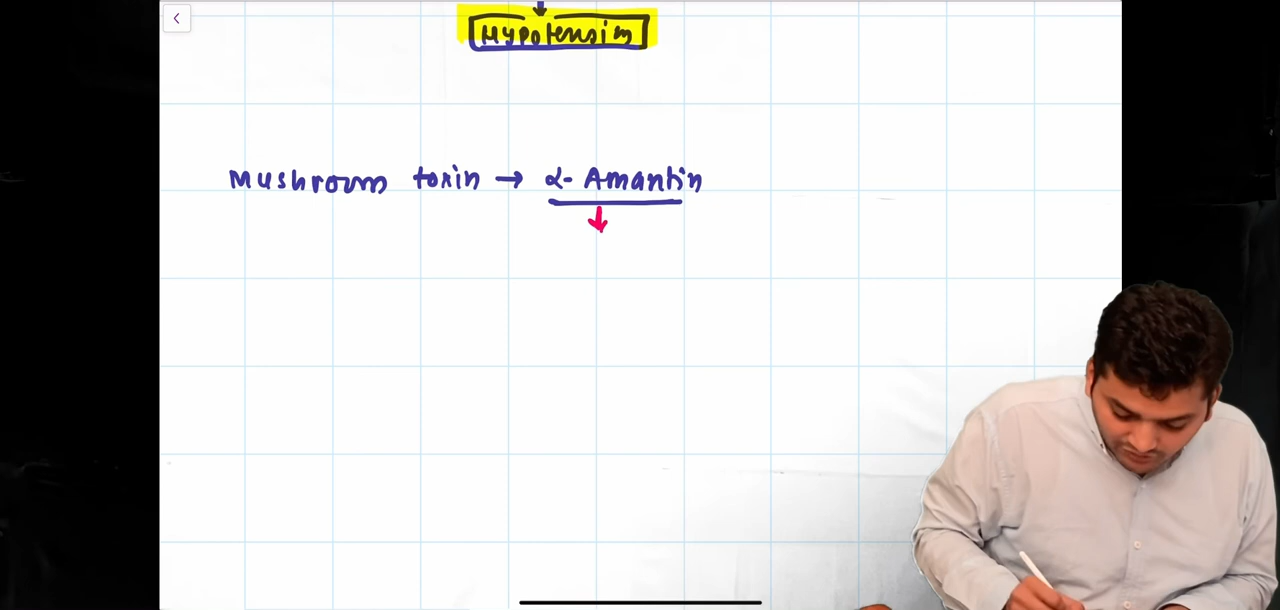 Hypotension
Mushroom toxin → α- Amantin
↓